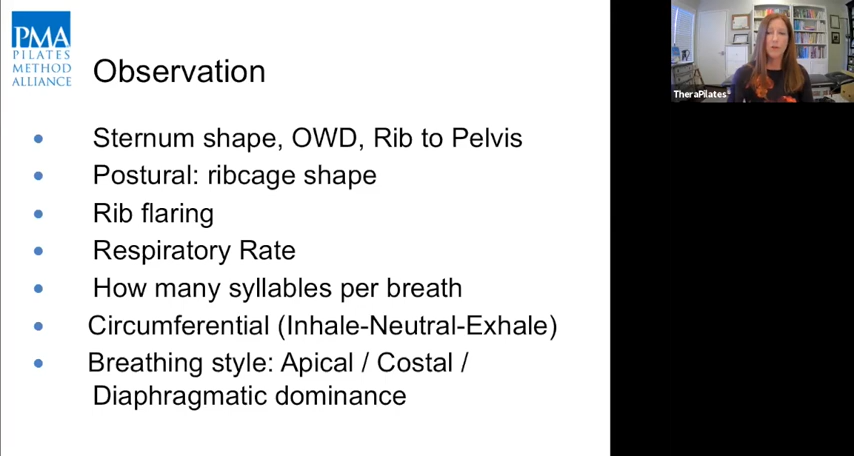 PMA
PILATES
METHOD
ALLIANCE
Observation
Sternum shape, OWD, Rib to Pelvis
Postural: ribcage shape
Rib flaring
Respiratory Rate
How many syllables per breath
Circumferential (Inhale-Neutral-Exhale)
Breathing style: Apical / Costal /
Diaphragmatic dominance
TheraPilates®